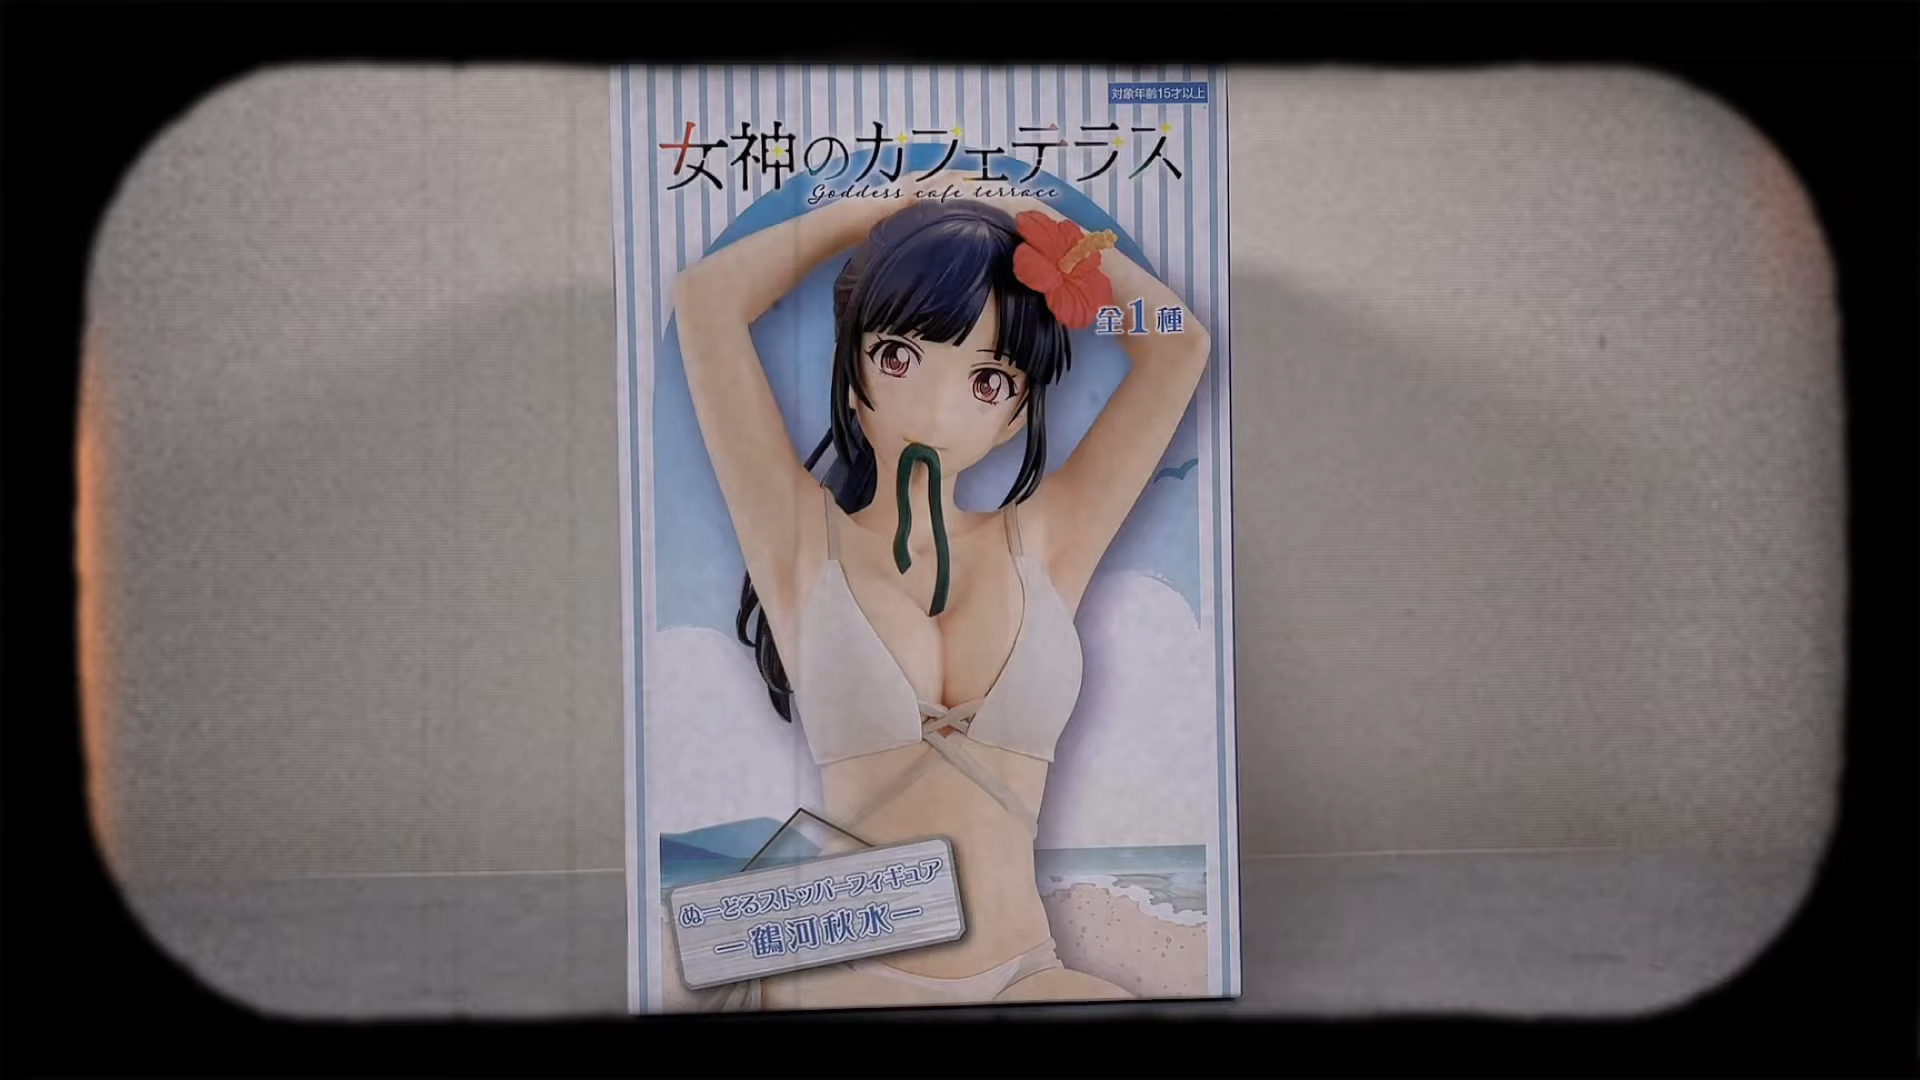 対象年齢15才以上
女神のカフェテラス
Goddess cafe terrace
全1種
ぬーどるストッパーフィギュア
―鶴河秋水―